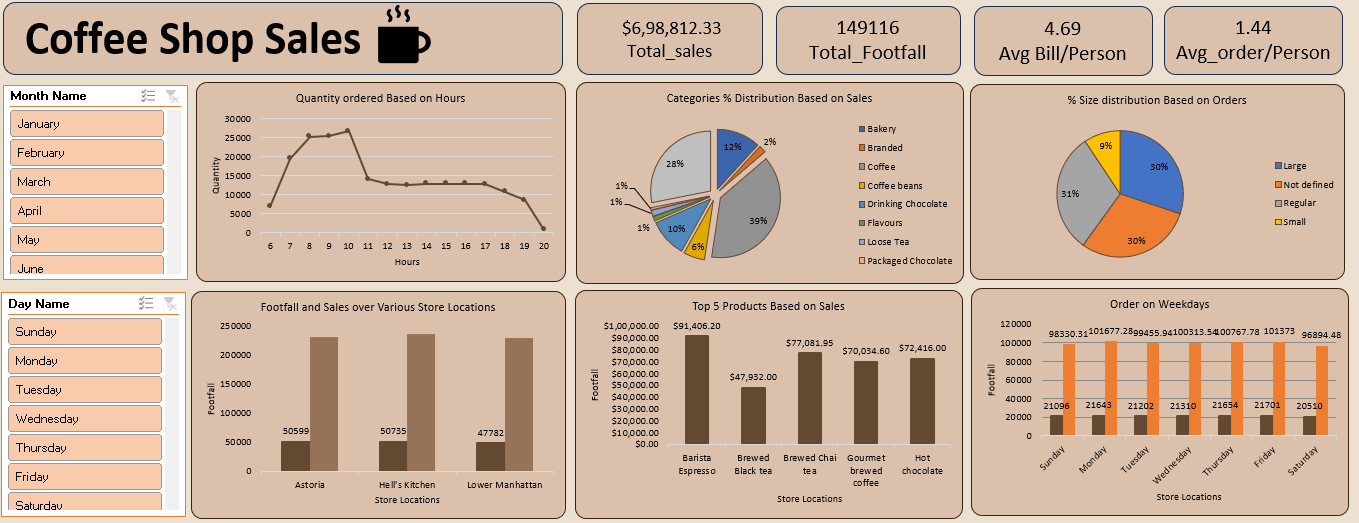 Coffee Shop Sales
$6,98,812.33
Total_sales
149116
Total_Footfall
4.69
Avg Bill/Person
1.44
Avg_order/Person
Month Name
January
February
March
April
May
June
Quantity ordered Based on Hours
Quantity
30000
25000
20000
15000
10000
5000
0
6 7 8 9 10 11 12 13 14 15 16 17 18 19 20
Hours
Categories % Distribution Based on Sales
12%
2%
39%
6%
10%
1%
1%
1%
28%
Bakery
Branded
Coffee
Coffee beans
Drinking Chocolate
Flavours
Loose Tea
Packaged Chocolate
% Size distribution Based on Orders
30%
30%
31%
9%
Large
Not defined
Regular
Small
Day Name
Sunday
Monday
Tuesday
Wednesday
Thursday
Friday
Saturday
Footfall and Sales over Various Store Locations
Footfall
250000
200000
150000
100000
50000
0
50599 50735 47782
Astoria Hell's Kitchen Lower Manhattan
Store Locations
Top 5 Products Based on Sales
Footfall
$1,00,000.00
$90,000.00
$80,000.00
$70,000.00
$60,000.00
$50,000.00
$40,000.00
$30,000.00
$20,000.00
$10,000.00
$0.00
$91,406.20
$47,932.00
$77,081.95
$70,034.60
$72,416.00
Barista
Espresso
Brewed
Black tea
Brewed Chai
tea
Gourmet
brewed
coffee
Hot
chocolate
Store Locations
Order on Weekdays
Footfall
120000
100000
80000
60000
40000
20000
0
98330.31 101677.28 99455.94 100313.54 100767.78 101373 96894.48
21096 21643 21202 21310 21654 21701 20510
Sunday Monday Tuesday Wednesday Thursday Friday Saturday
Store Locations